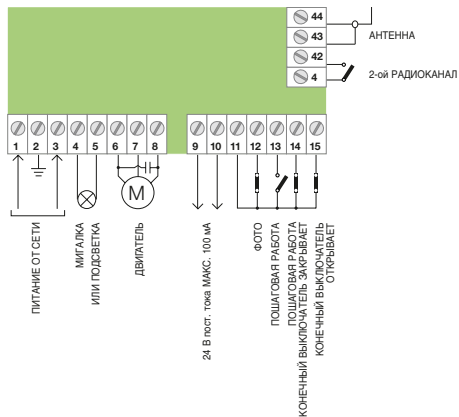 44
43
АНТЕННА
42
4
2-ой РАДИОКАНАЛ
1 2 3 4 5 6 7 8 9 10 11 12 13 14 15
M
ПИТАНИЕ ОТ СЕТИ
МИГАЛКА
ИЛИ ПОДСВЕТКА
ДВИГАТЕЛЬ
24 В пост. тока МАКС. 100 мА
ФОТО
ПОШАГОВАЯ РАБОТА
ПОШАГОВАЯ РАБОТА
КОНЕЧНЫЙ ВЫКЛЮЧАТЕЛЬ ЗАКРЫВАЕТ
КОНЕЧНЫЙ ВЫКЛЮЧАТЕЛЬ
ОТКРЫВАЕТ